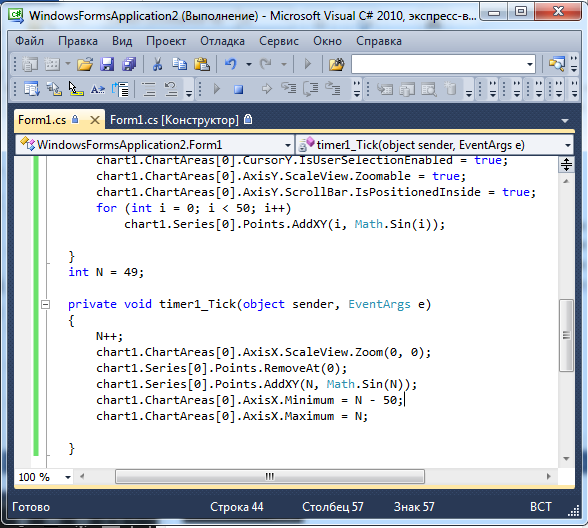 WindowsFormsApplication2 (Выполнение) - Microsoft Visual C# 2010, экспресс-в...
Файл Правка Вид Проект Отладка Сервис Окно Справка
Form1.cs Form1.cs [Конструктор]
WindowsFormsApplication2.Form1 timer1_Tick(object sender, EventArgs e)
chart1.ChartAreas[0].CursorY.IsUserSelectionEnabled = true;
chart1.ChartAreas[0].AxisY.ScaleView.Zoomable = true;
chart1.ChartAreas[0].AxisY.ScrollBar.IsPositionedInside = true;
for (int i = 0; i < 50; i++)
chart1.Series[0].Points.AddXY(i, Math.Sin(i));
}
int N = 49;
private void timer1_Tick(object sender, EventArgs e)
{
N++;
chart1.ChartAreas[0].AxisX.ScaleView.Zoom(0, 0);
chart1.Series[0].Points.RemoveAt(0);
chart1.Series[0].Points.AddXY(N, Math.Sin(N));
chart1.ChartAreas[0].AxisX.Minimum = N - 50;
chart1.ChartAreas[0].AxisX.Maximum = N;
}
100 %
Готово Строка 44 Столбец 57 Знак 57 ВСТ